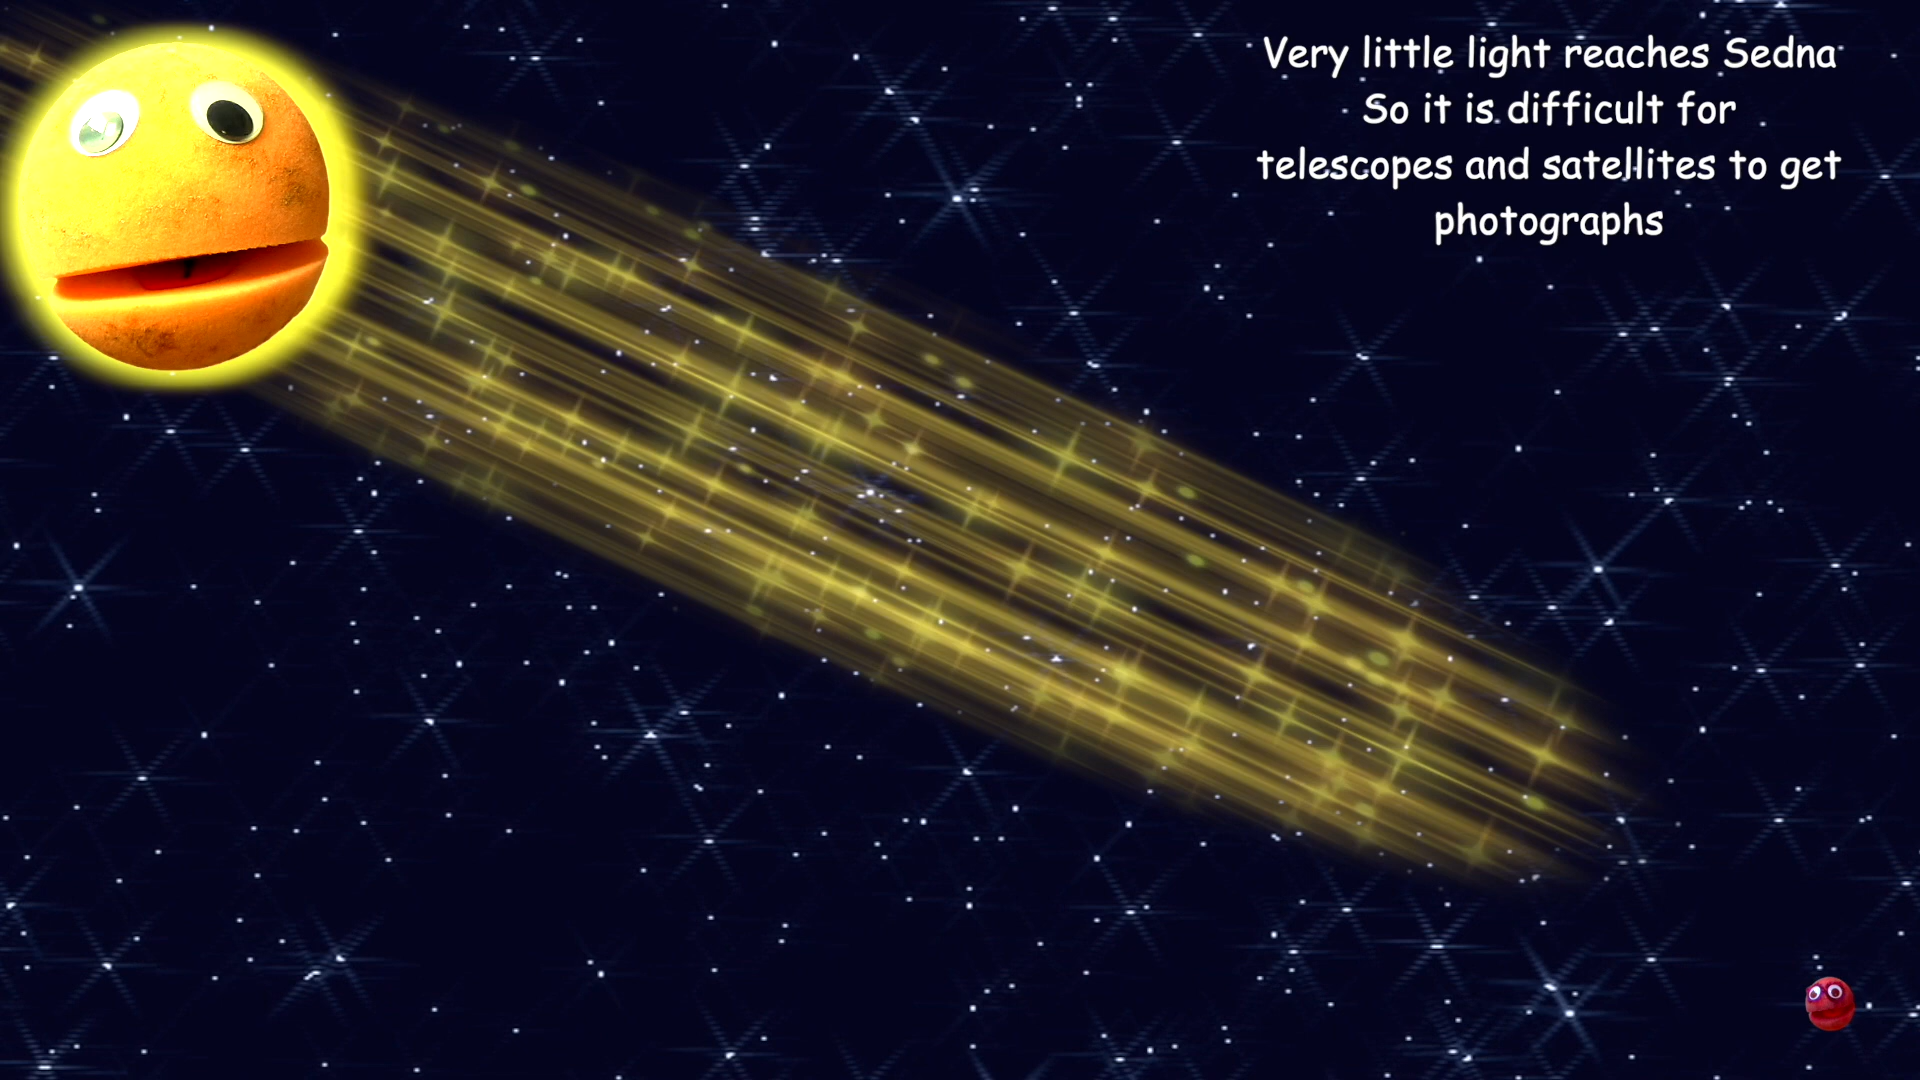 Very little light reaches Sedna
So it is difficult for
telescopes and satellites to get
photographs